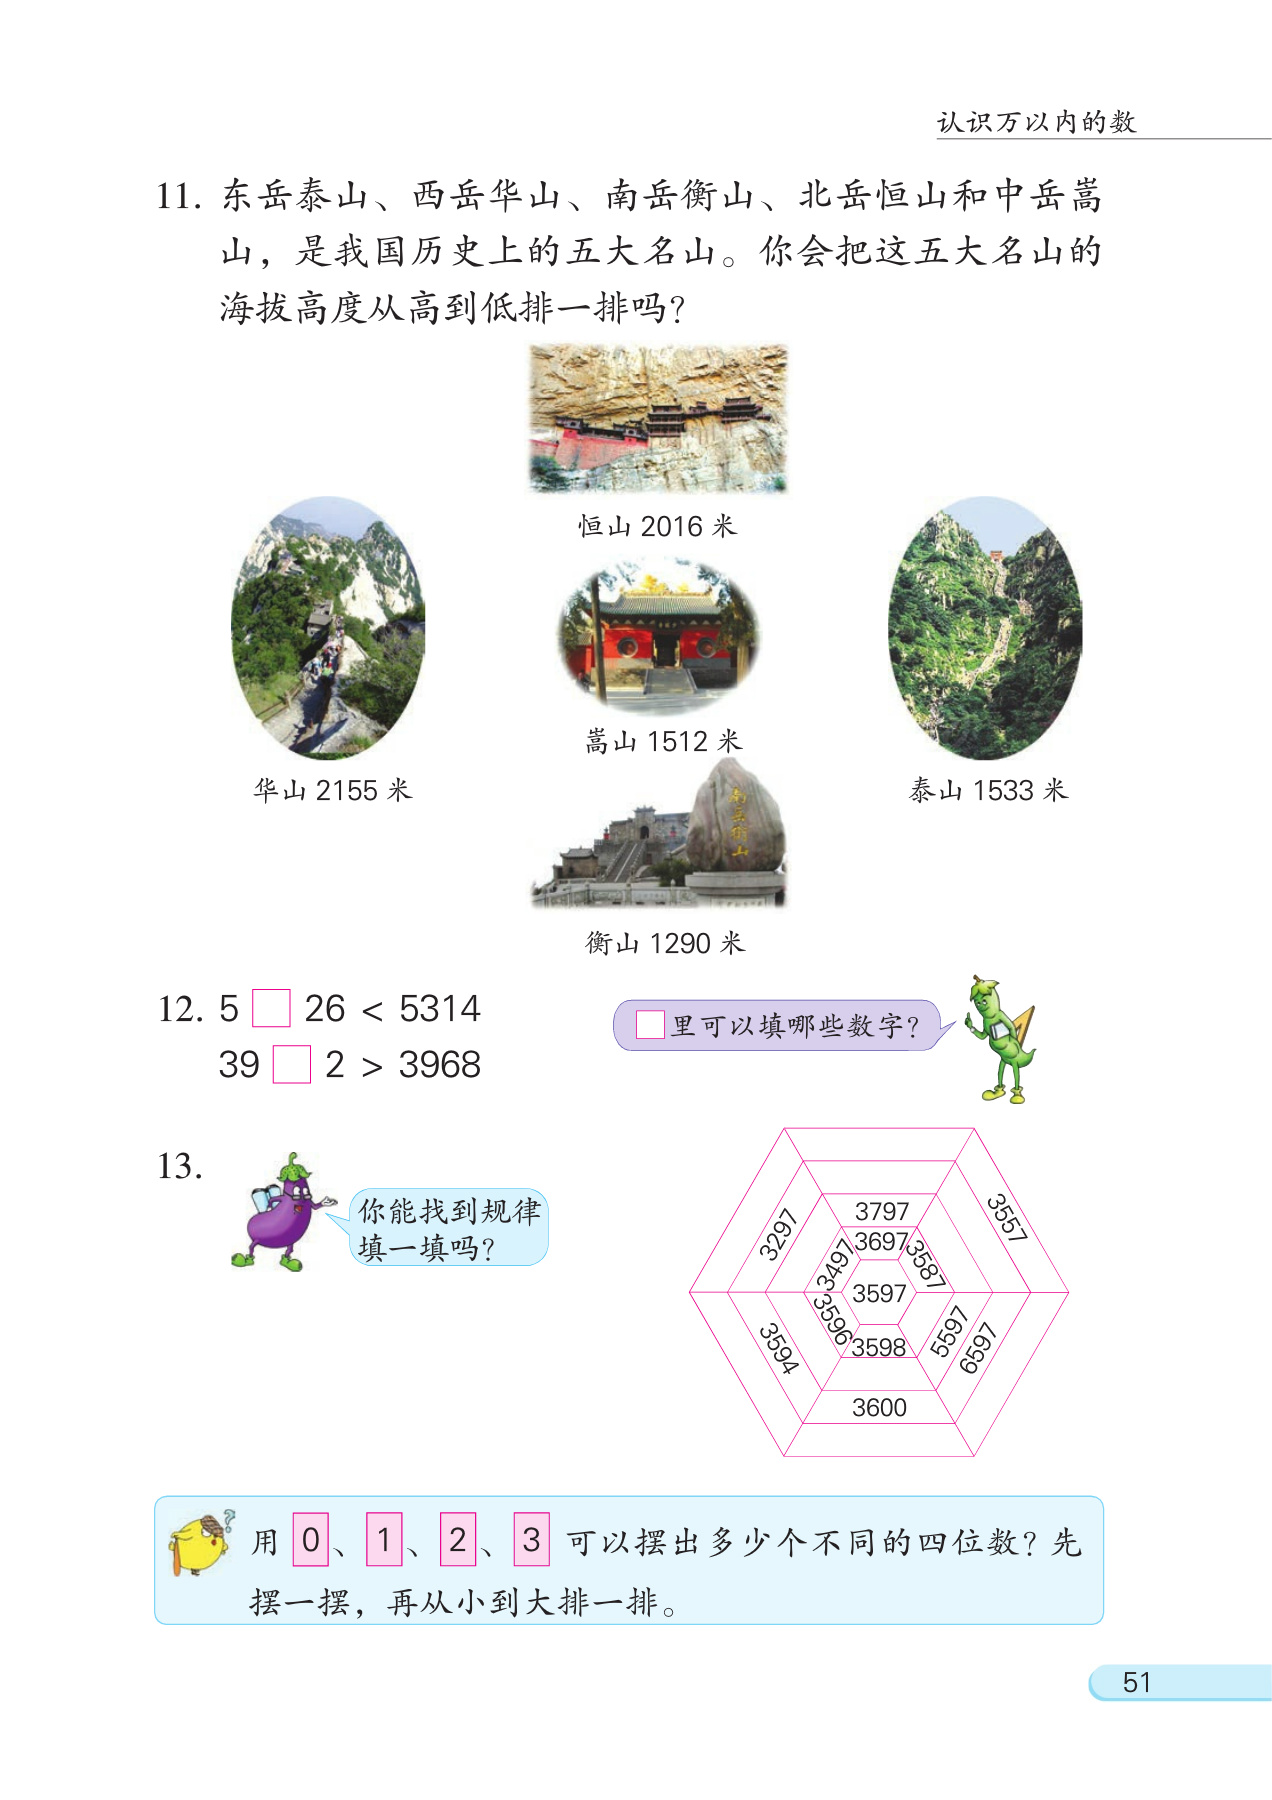 认识万以内的数
11. 东岳泰山、西岳华山、南岳衡山、北岳恒山和中岳嵩
山，是我国历史上的五大名山。你会把这五大名山的
海拔高度从高到低排一排吗？
恒山 2016 米
嵩山 1512 米
华山 2155 米
泰山 1533 米
南岳衡山
衡山 1290 米
12. 5 □ 26 < 5314
39 □ 2 > 3968
□里可以填哪些数字？
13.
你能找到规律
填一填吗？
3797
3697
3297
3497
3587
3557
3597
3596
3598
5597
6597
3594
3600
用 0、1、2、3 可以摆出多少个不同的四位数？先
摆一摆，再从小到大排一排。
51